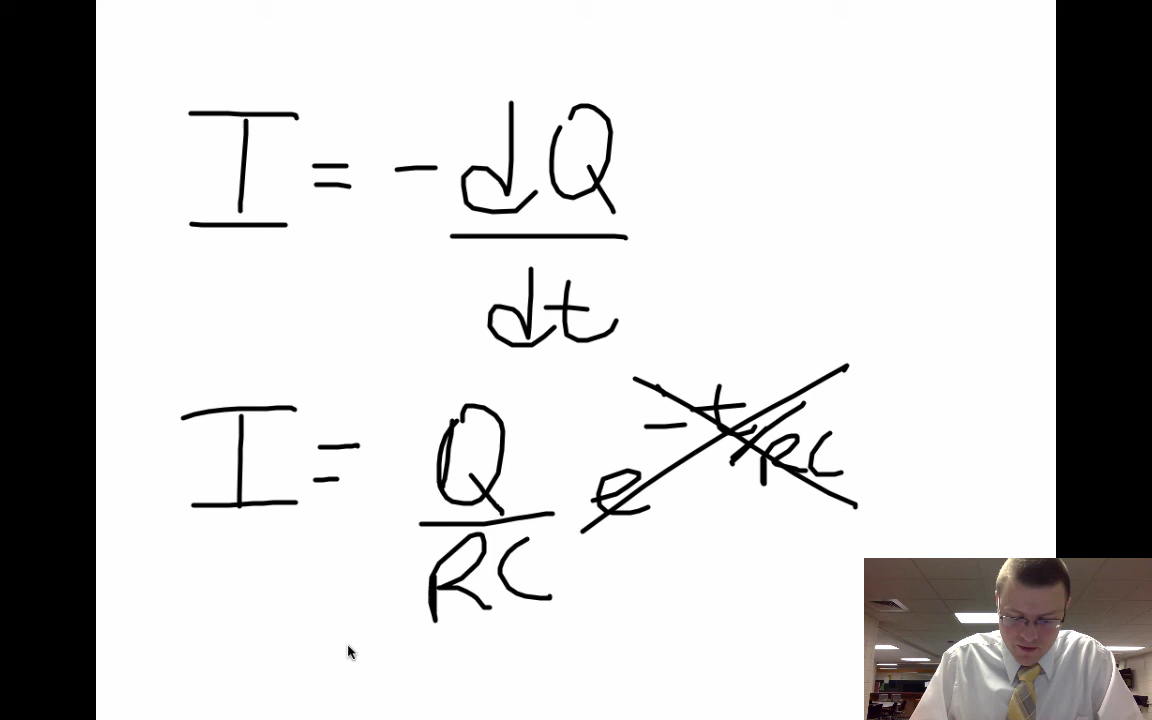 I = - dQ
dt
I = Q e -t/RC
RC